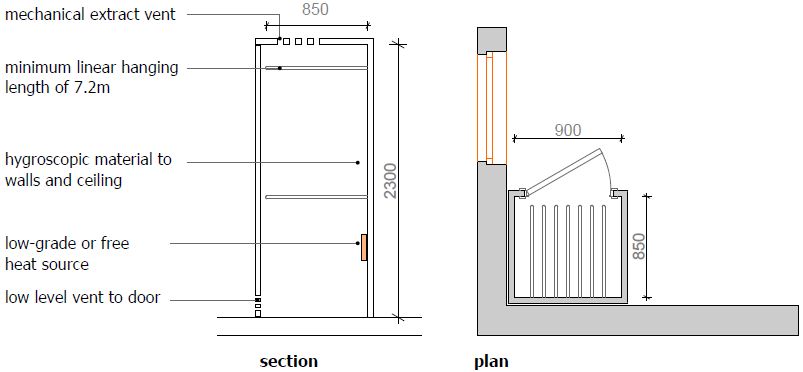 mechanical extract vent
850
minimum linear hanging
length of 7.2m
900
hygroscopic material to
walls and ceiling
2300
850
low-grade or free
heat source
low level vent to door
section
plan